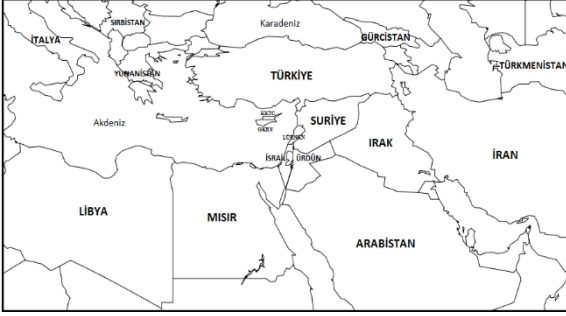 SIRBİSTAN
Karadeniz
İTALYA
GÜRCİSTAN
YUNANİSTAN
TÜRKİYE
TÜRKMENİSTAN
KKTC
GKRY
Akdeniz
SURİYE
LÜBNAN
IRAK
İRAN
İSRAİL
ÜRDÜN
LİBYA
MISIR
ARABİSTAN